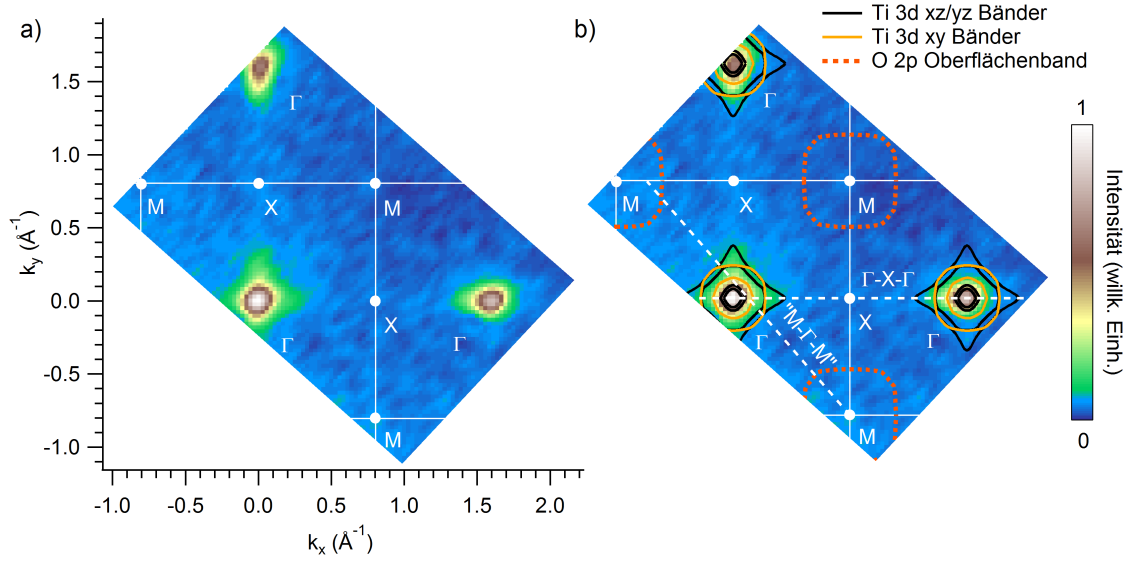 a)
b)
Ti 3d xz/yz Bänder
Ti 3d xy Bänder
O 2p Oberflächenband
1.5
1.0
0.5
0.0
-0.5
-1.0
k_y (Å⁻¹)
-1.0
-0.5
0.0
0.5
1.0
1.5
2.0
k_x (Å⁻¹)
Γ
M
X
M
X
Γ
Γ
M
Γ
M
X
M
Γ-X-Γ
X
Γ
Γ
"M-Γ-M"
M
1
0
Intensität (willk. Einh.)